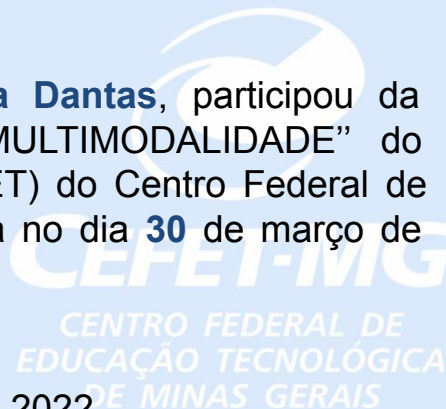 a Dantas, participou da
MULTIMODALIDADE” do
ET) do Centro Federal de
a no dia 30 de março de
CEFET-MG
CENTRO FEDERAL DE
EDUCAÇÃO TECNOLÓGICA
DE MINAS GERAIS
2022